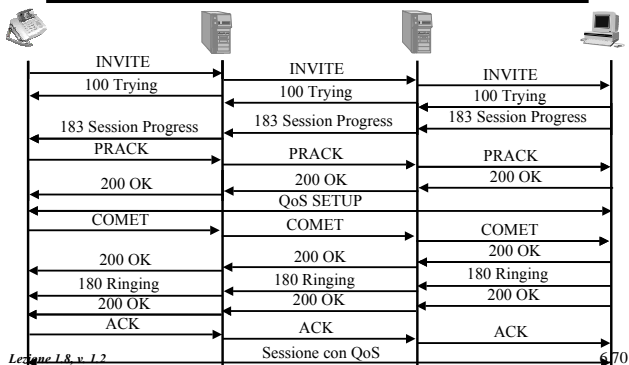 INVITE
INVITE
INVITE
100 Trying
100 Trying
100 Trying
183 Session Progress
183 Session Progress
183 Session Progress
PRACK
PRACK
PRACK
200 OK
200 OK
200 OK
QoS SETUP
COMET
COMET
COMET
200 OK
200 OK
200 OK
180 Ringing
180 Ringing
180 Ringing
200 OK
200 OK
200 OK
ACK
ACK
ACK
Sessione con QoS
Lezione 1.8, v. 1.2
6.70